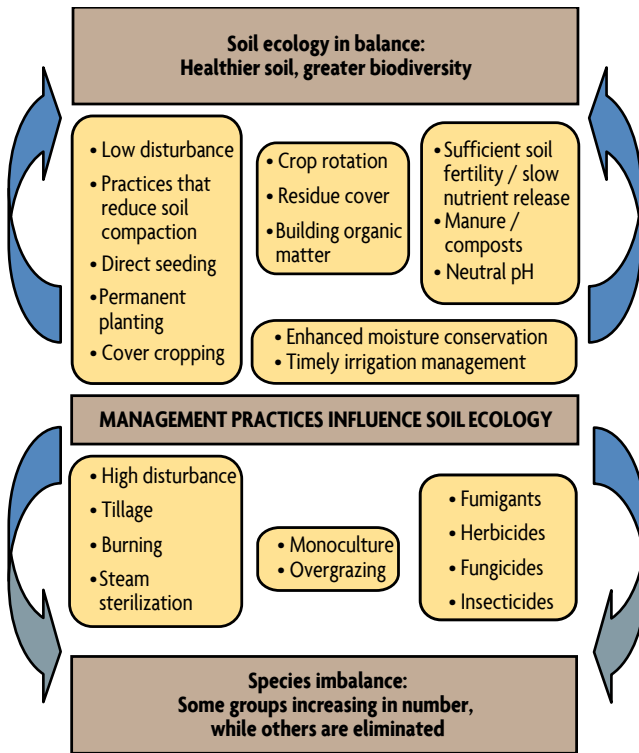 Soil ecology in balance:
Healthier soil, greater biodiversity
• Low disturbance
• Practices that
reduce soil
compaction
• Direct seeding
• Permanent
planting
• Cover cropping
• Crop rotation
• Residue cover
• Building organic
matter
• Sufficient soil
fertility / slow
nutrient release
• Manure /
composts
• Neutral pH
• Enhanced moisture conservation
• Timely irrigation management
MANAGEMENT PRACTICES INFLUENCE SOIL ECOLOGY
• High disturbance
• Tillage
• Burning
• Steam
sterilization
• Monoculture
• Overgrazing
• Fumigants
• Herbicides
• Fungicides
• Insecticides
Species imbalance:
Some groups increasing in number,
while others are eliminated